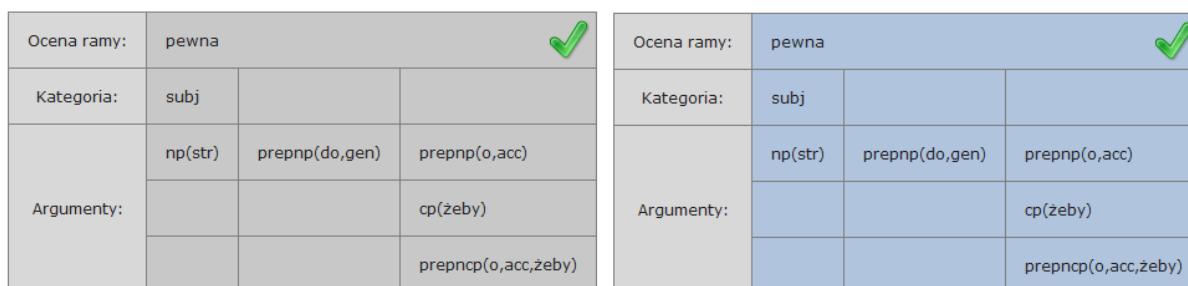 Ocena ramy: pewna
Kategoria: subj
Argumenty: np(str) prepnp(do,gen) prepnp(o,acc)
cp(żeby)
prepncp(o,acc,żeby)
Ocena ramy: pewna
Kategoria: subj
Argumenty: np(str) prepnp(do,gen) prepnp(o,acc)
cp(żeby)
prepncp(o,acc,żeby)